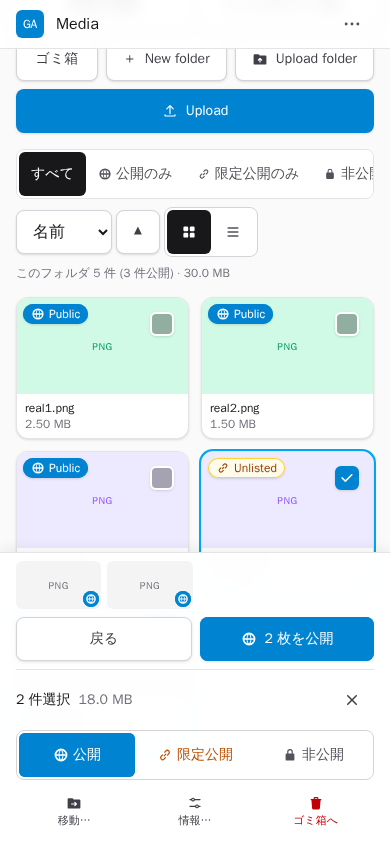 GA Media ···
ゴミ箱 + New folder Upload folder
Upload
すべて 公開のみ 限定公開のみ
名前 ▲
このフォルダ 5 件 (3 件公開) · 30.0 MB
Public Public
PNG PNG
real1.png real2.png
2.50 MB 1.50 MB
Public Unlisted
PNG PNG
PNG PNG
戻る 2 枚を公開
2 件選択 18.0 MB ×
公開 限定公開 非公開
移動… 情報… ゴミ箱へ